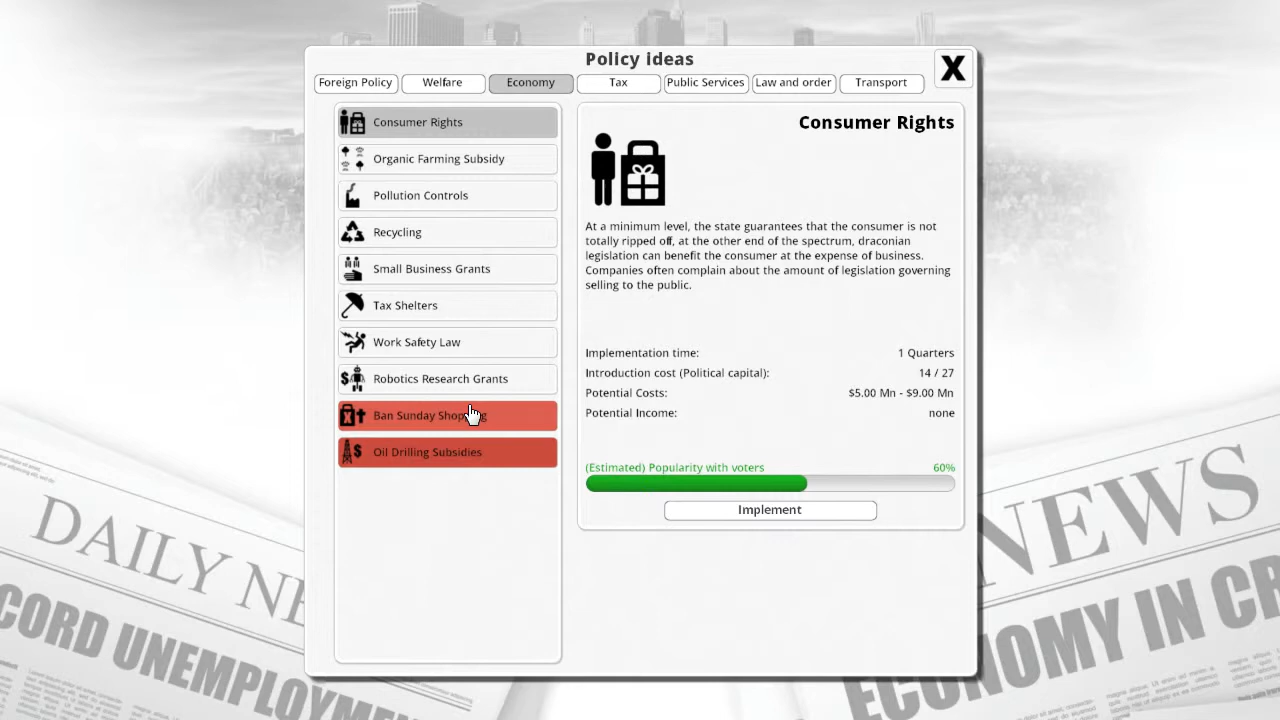 Policy ideas
X
Foreign Policy
Welfare
Economy
Tax
Public Services
Law and order
Transport
Consumer Rights
Organic Farming Subsidy
Pollution Controls
Recycling
Small Business Grants
Tax Shelters
Work Safety Law
Robotics Research Grants
Ban Sunday
Oil Drilling Subsidies
Consumer Rights
At a minimum level, the state guarantees that the consumer is not
totally ripped off, at the other end of the spectrum, draconian
legislation can benefit the consumer at the expense of business.
Companies often complain about the amount of legislation governing
selling to the public.
Implementation time: 1 Quarters
Introduction cost (Political capital): 14 / 27
Potential Costs: $5.00 Mn - $9.00 Mn
Potential Income: none
(Estimated) Popularity with voters 60%
Implement
DAILY NE
CORD UNEMPLOYM
NEWS
ECONOMY IN CR